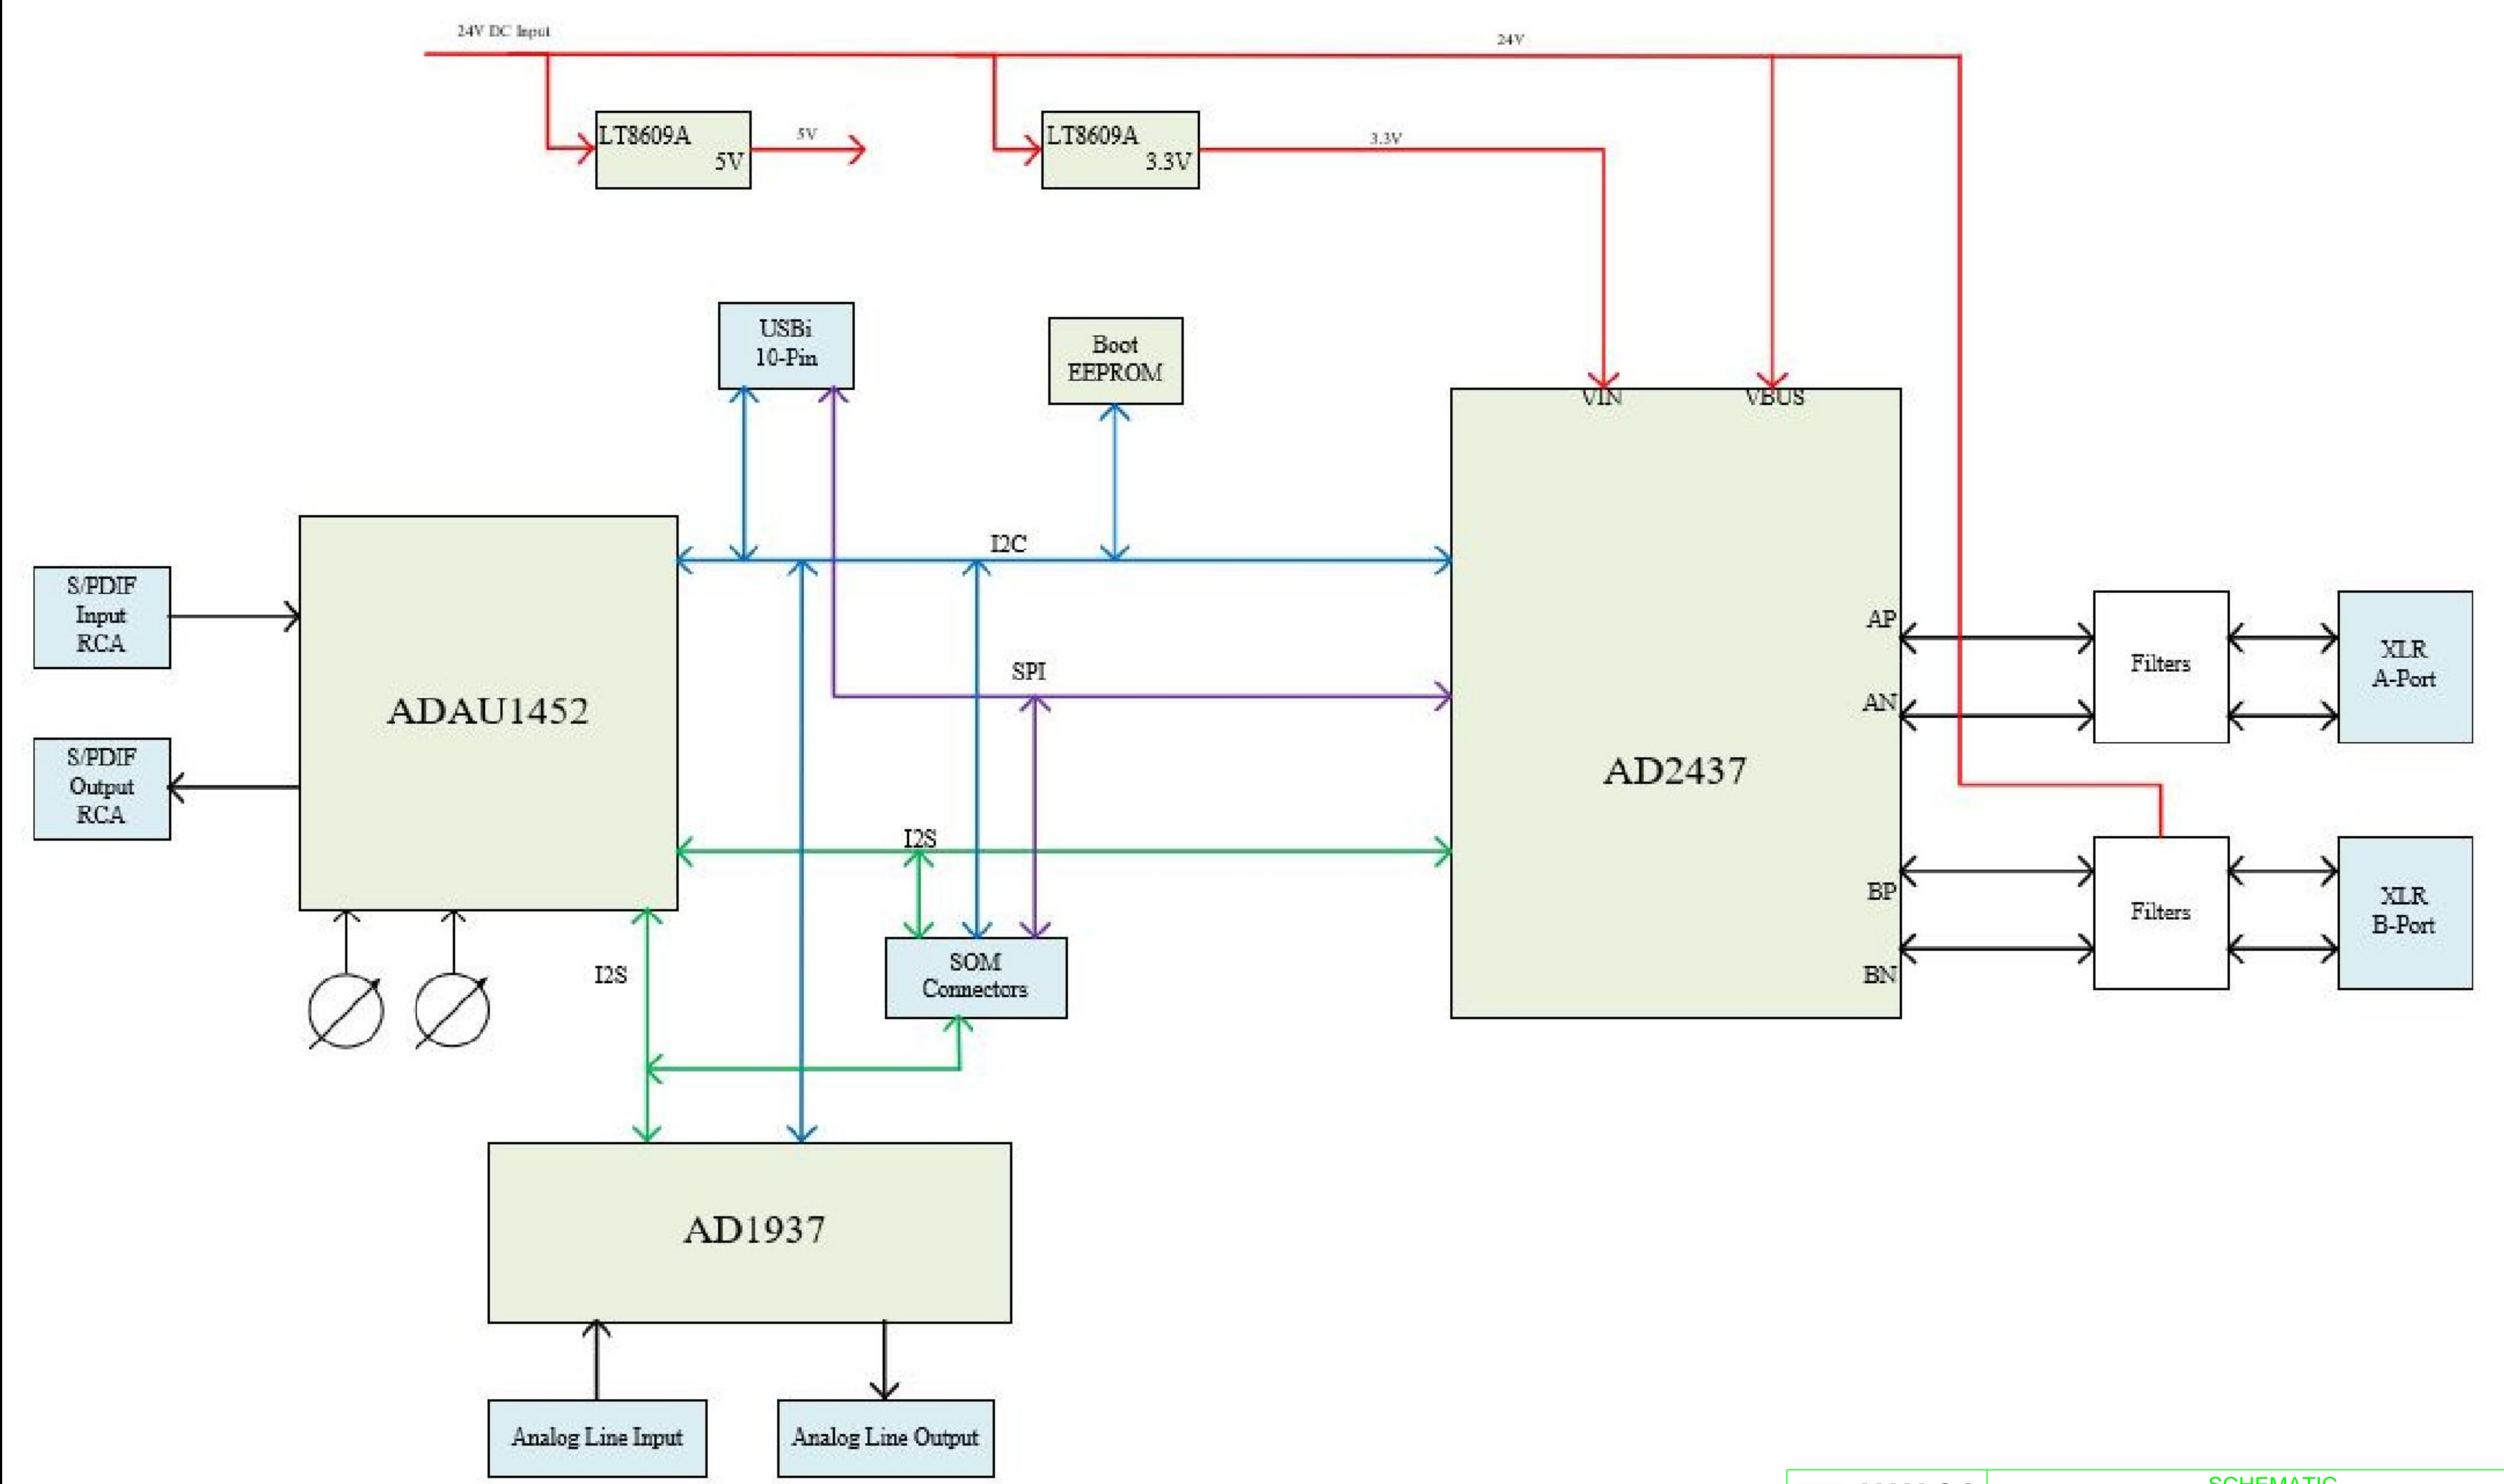 24V DC Input
24V
LT8609A
5V
5V
LT8609A
3.3V
3.3V
USBi
10-Pin
Boot
EEPROM
VIN
VBUS
I2C
S/PDIF
Input
RCA
AP
XLR
A-Port
Filters
SPI
ADAU1452
AN
S/PDIF
Output
RCA
AD2437
I2S
BP
XLR
B-Port
Filters
I2S
SOM
Connectors
BN
AD1937
Analog Line Input
Analog Line Output
SCHEMATIC